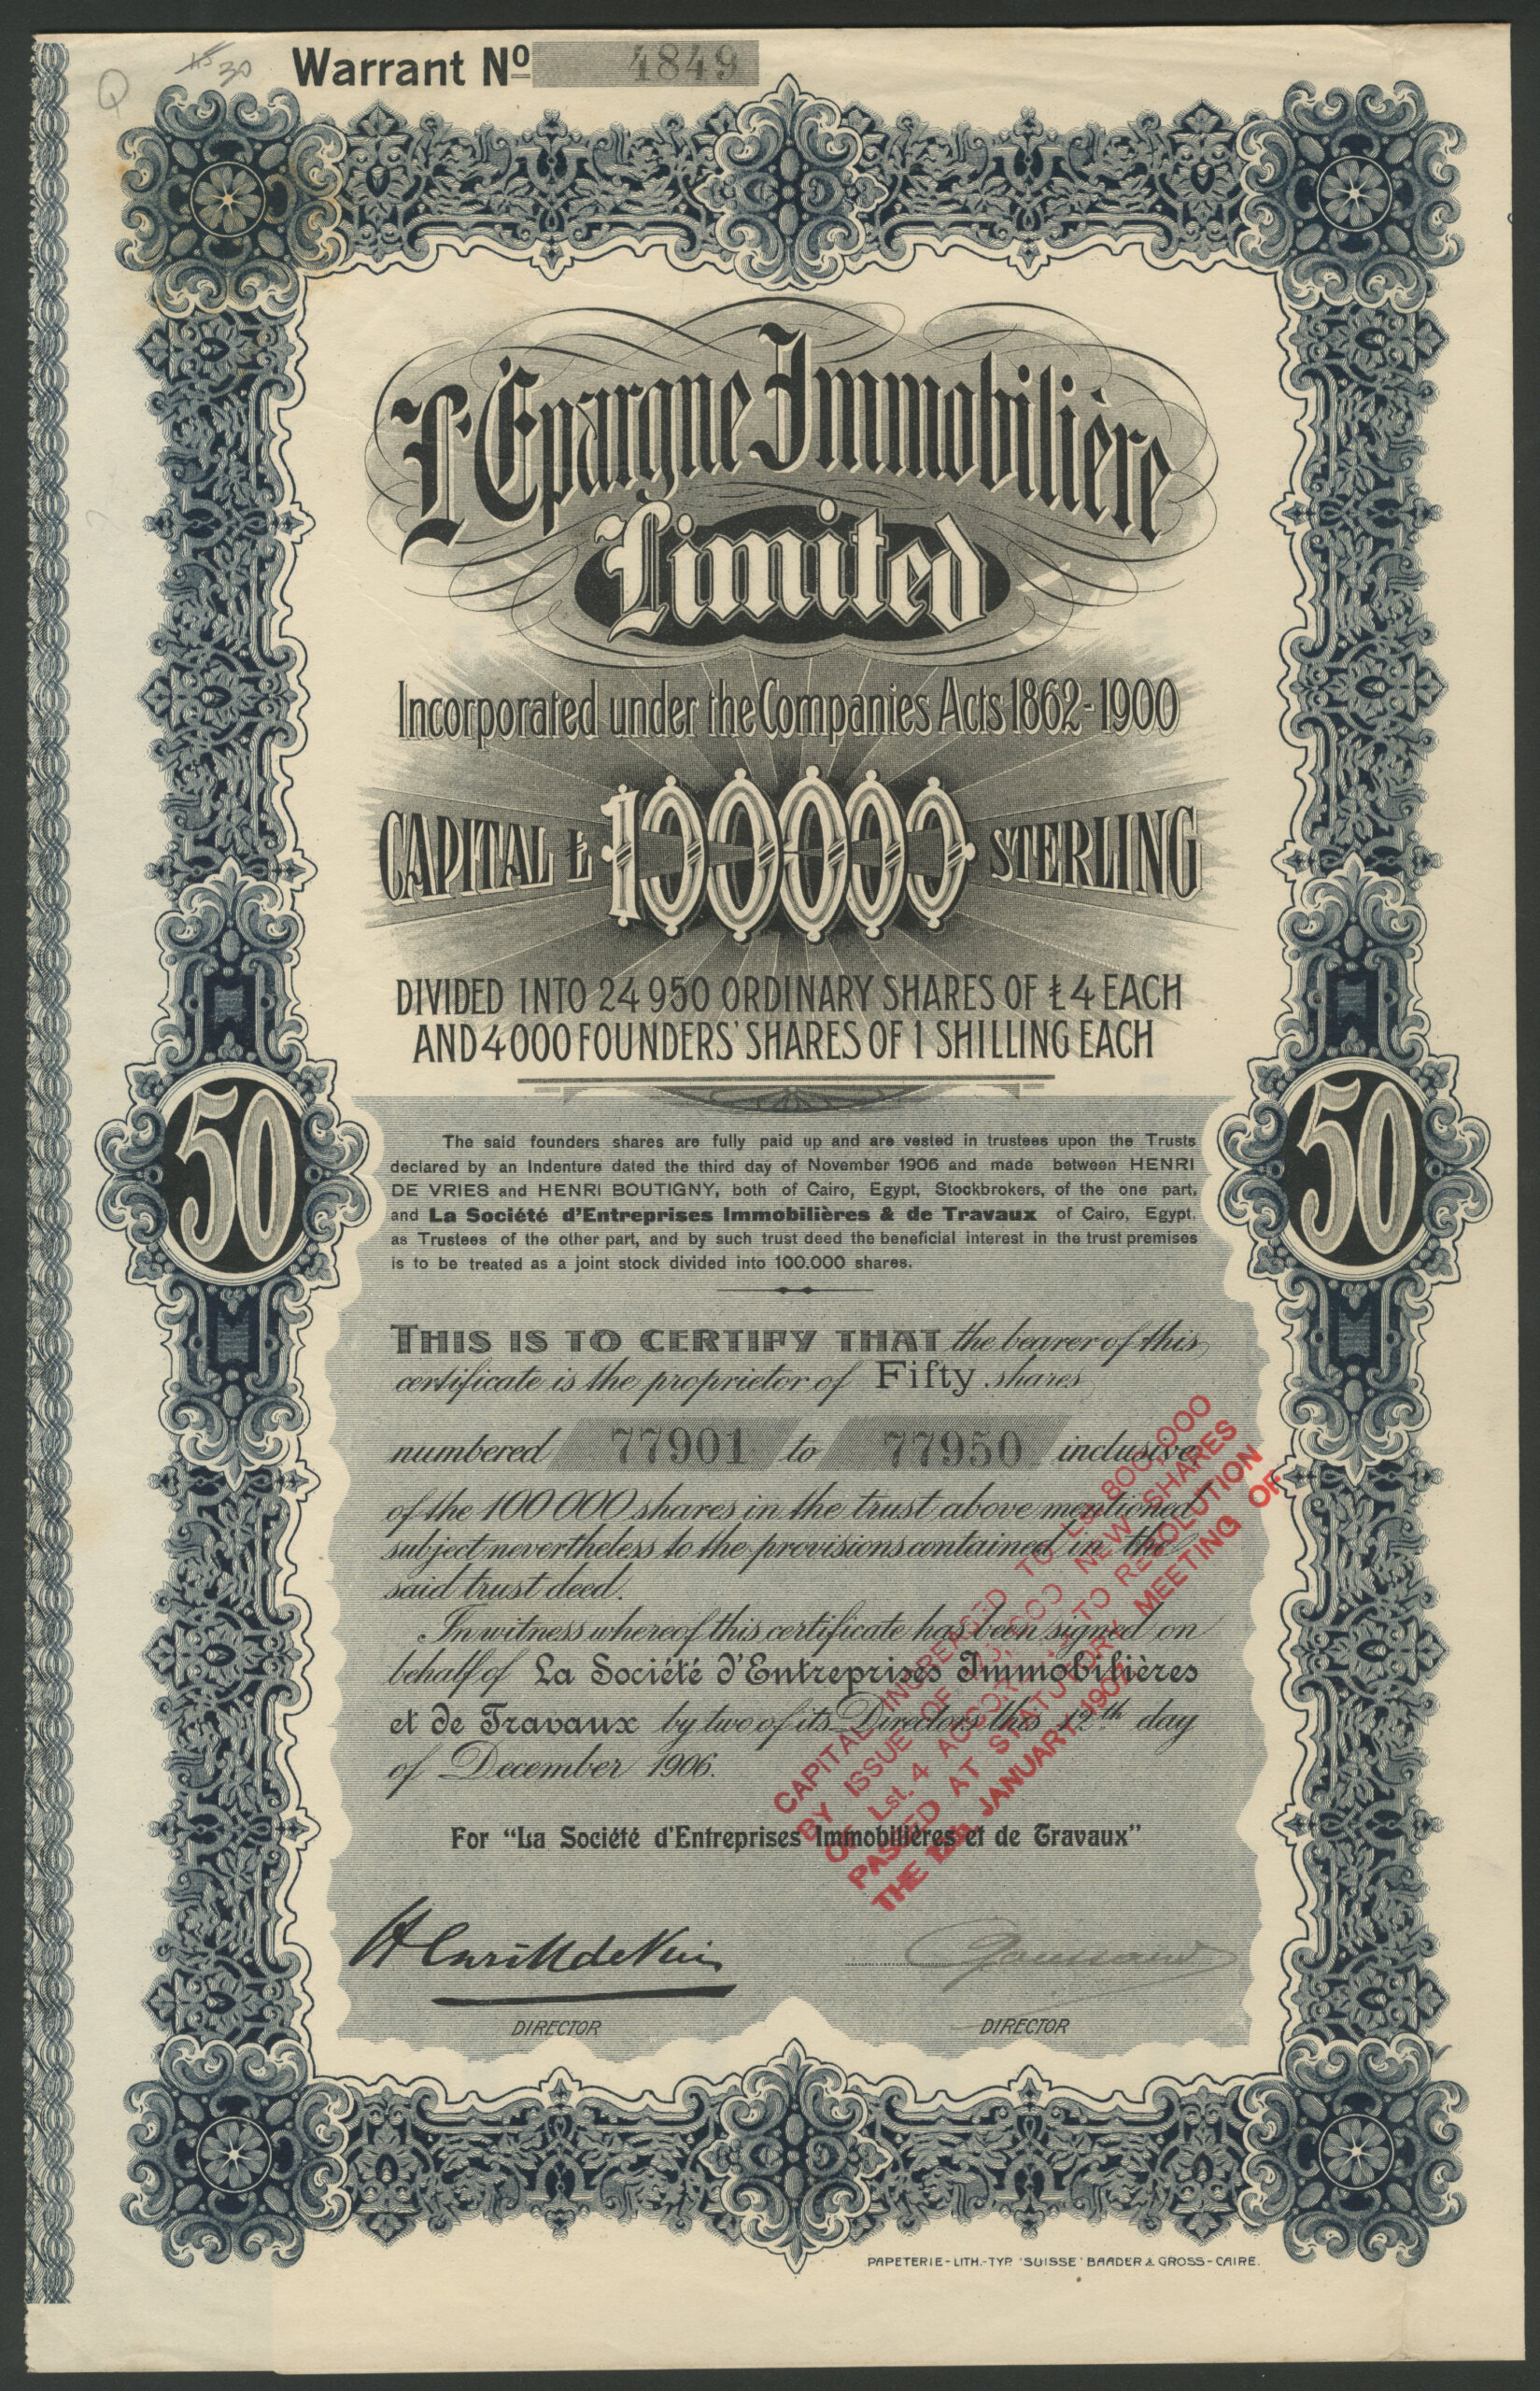 Q 30
Warrant Nº 4849
L'Épargne Immobilière
Limited
Incorporated under the Companies Acts 1862-1900
CAPITAL £ 100000 STERLING
DIVIDED INTO 24950 ORDINARY SHARES OF £4 EACH
AND 4000 FOUNDERS' SHARES OF 1 SHILLING EACH
50
50
The said founders shares are fully paid up and are vested in trustees upon the Trusts
declared by an Indenture dated the third day of November 1906 and made between HENRI
DE VRIES and HENRI BOUTIGNY, both of Cairo, Egypt, Stockbrokers, of the one part,
and La Société d'Entreprises Immobilières & de Travaux of Cairo, Egypt.
as Trustees of the other part, and by such trust deed the beneficial interest in the trust premises
is to be treated as a joint stock divided into 100.000 shares.
THIS IS TO CERTIFY THAT the bearer of this
certificate is the proprietor of Fifty shares
numbered 77901 to 77950 inclusive
of the 100000 shares in the trust above mentioned
subject nevertheless to the provisions contained in the
said trust deed.
In witness whereof this certificate has been signed on
behalf of La Société d'Entreprises Immobilières
et de Travaux by two of its Directors this 12th day
of December 1906.
For "La Société d'Entreprises Immobilières et de Travaux"
CAPITAL INCREASED TO Lst. 800,000
BY ISSUE OF NEW SHARES
OF Lst. 4 TO RESOLUTION
PASSED AT STATUTORY MEETING OF
THE JANUARY 1907
DIRECTOR
DIRECTOR
PAPETERIE-LITH.-TYP. "SUISSE" BAADER & GROSS-CAIRE.